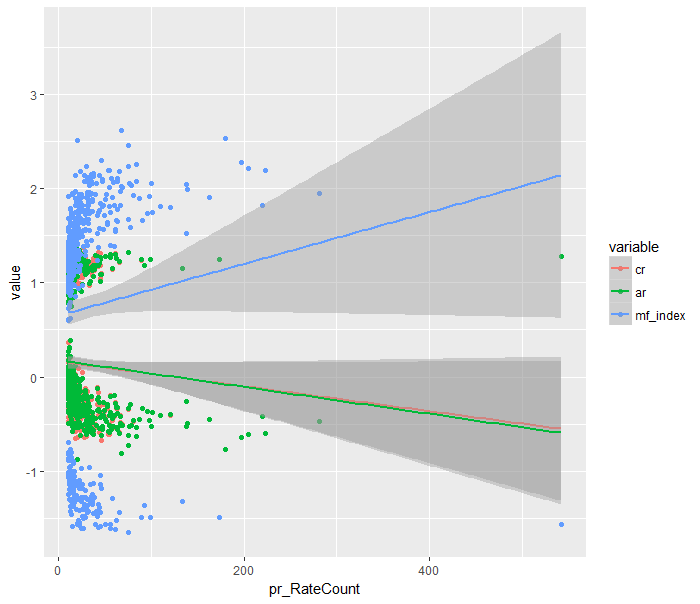 3
2
1
0
-1
value
0
200
400
pr_RateCount
variable
cr
ar
mf_index